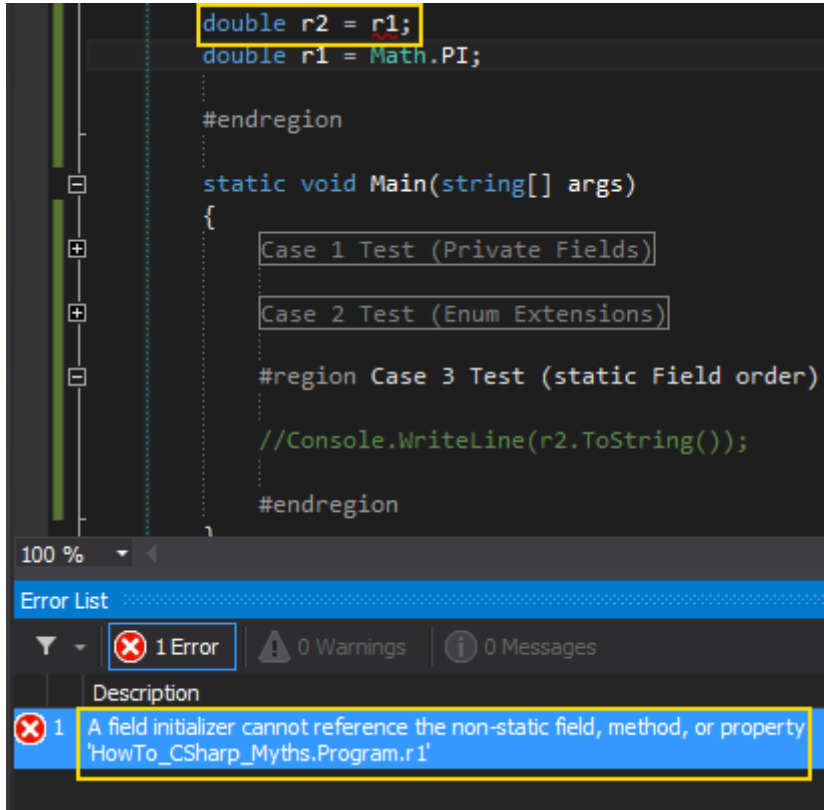 double r2 = r1;
double r1 = Math.PI;
#endregion
static void Main(string[] args)
{
Case 1 Test (Private Fields)
Case 2 Test (Enum Extensions)
#region Case 3 Test (static Field order)
//Console.WriteLine(r2.ToString());
#endregion
}
100 %
Error List
1 Error 0 Warnings 0 Messages
Description
1 A field initializer cannot reference the non-static field, method, or property
'HowTo_CSharp_Myths.Program.r1'